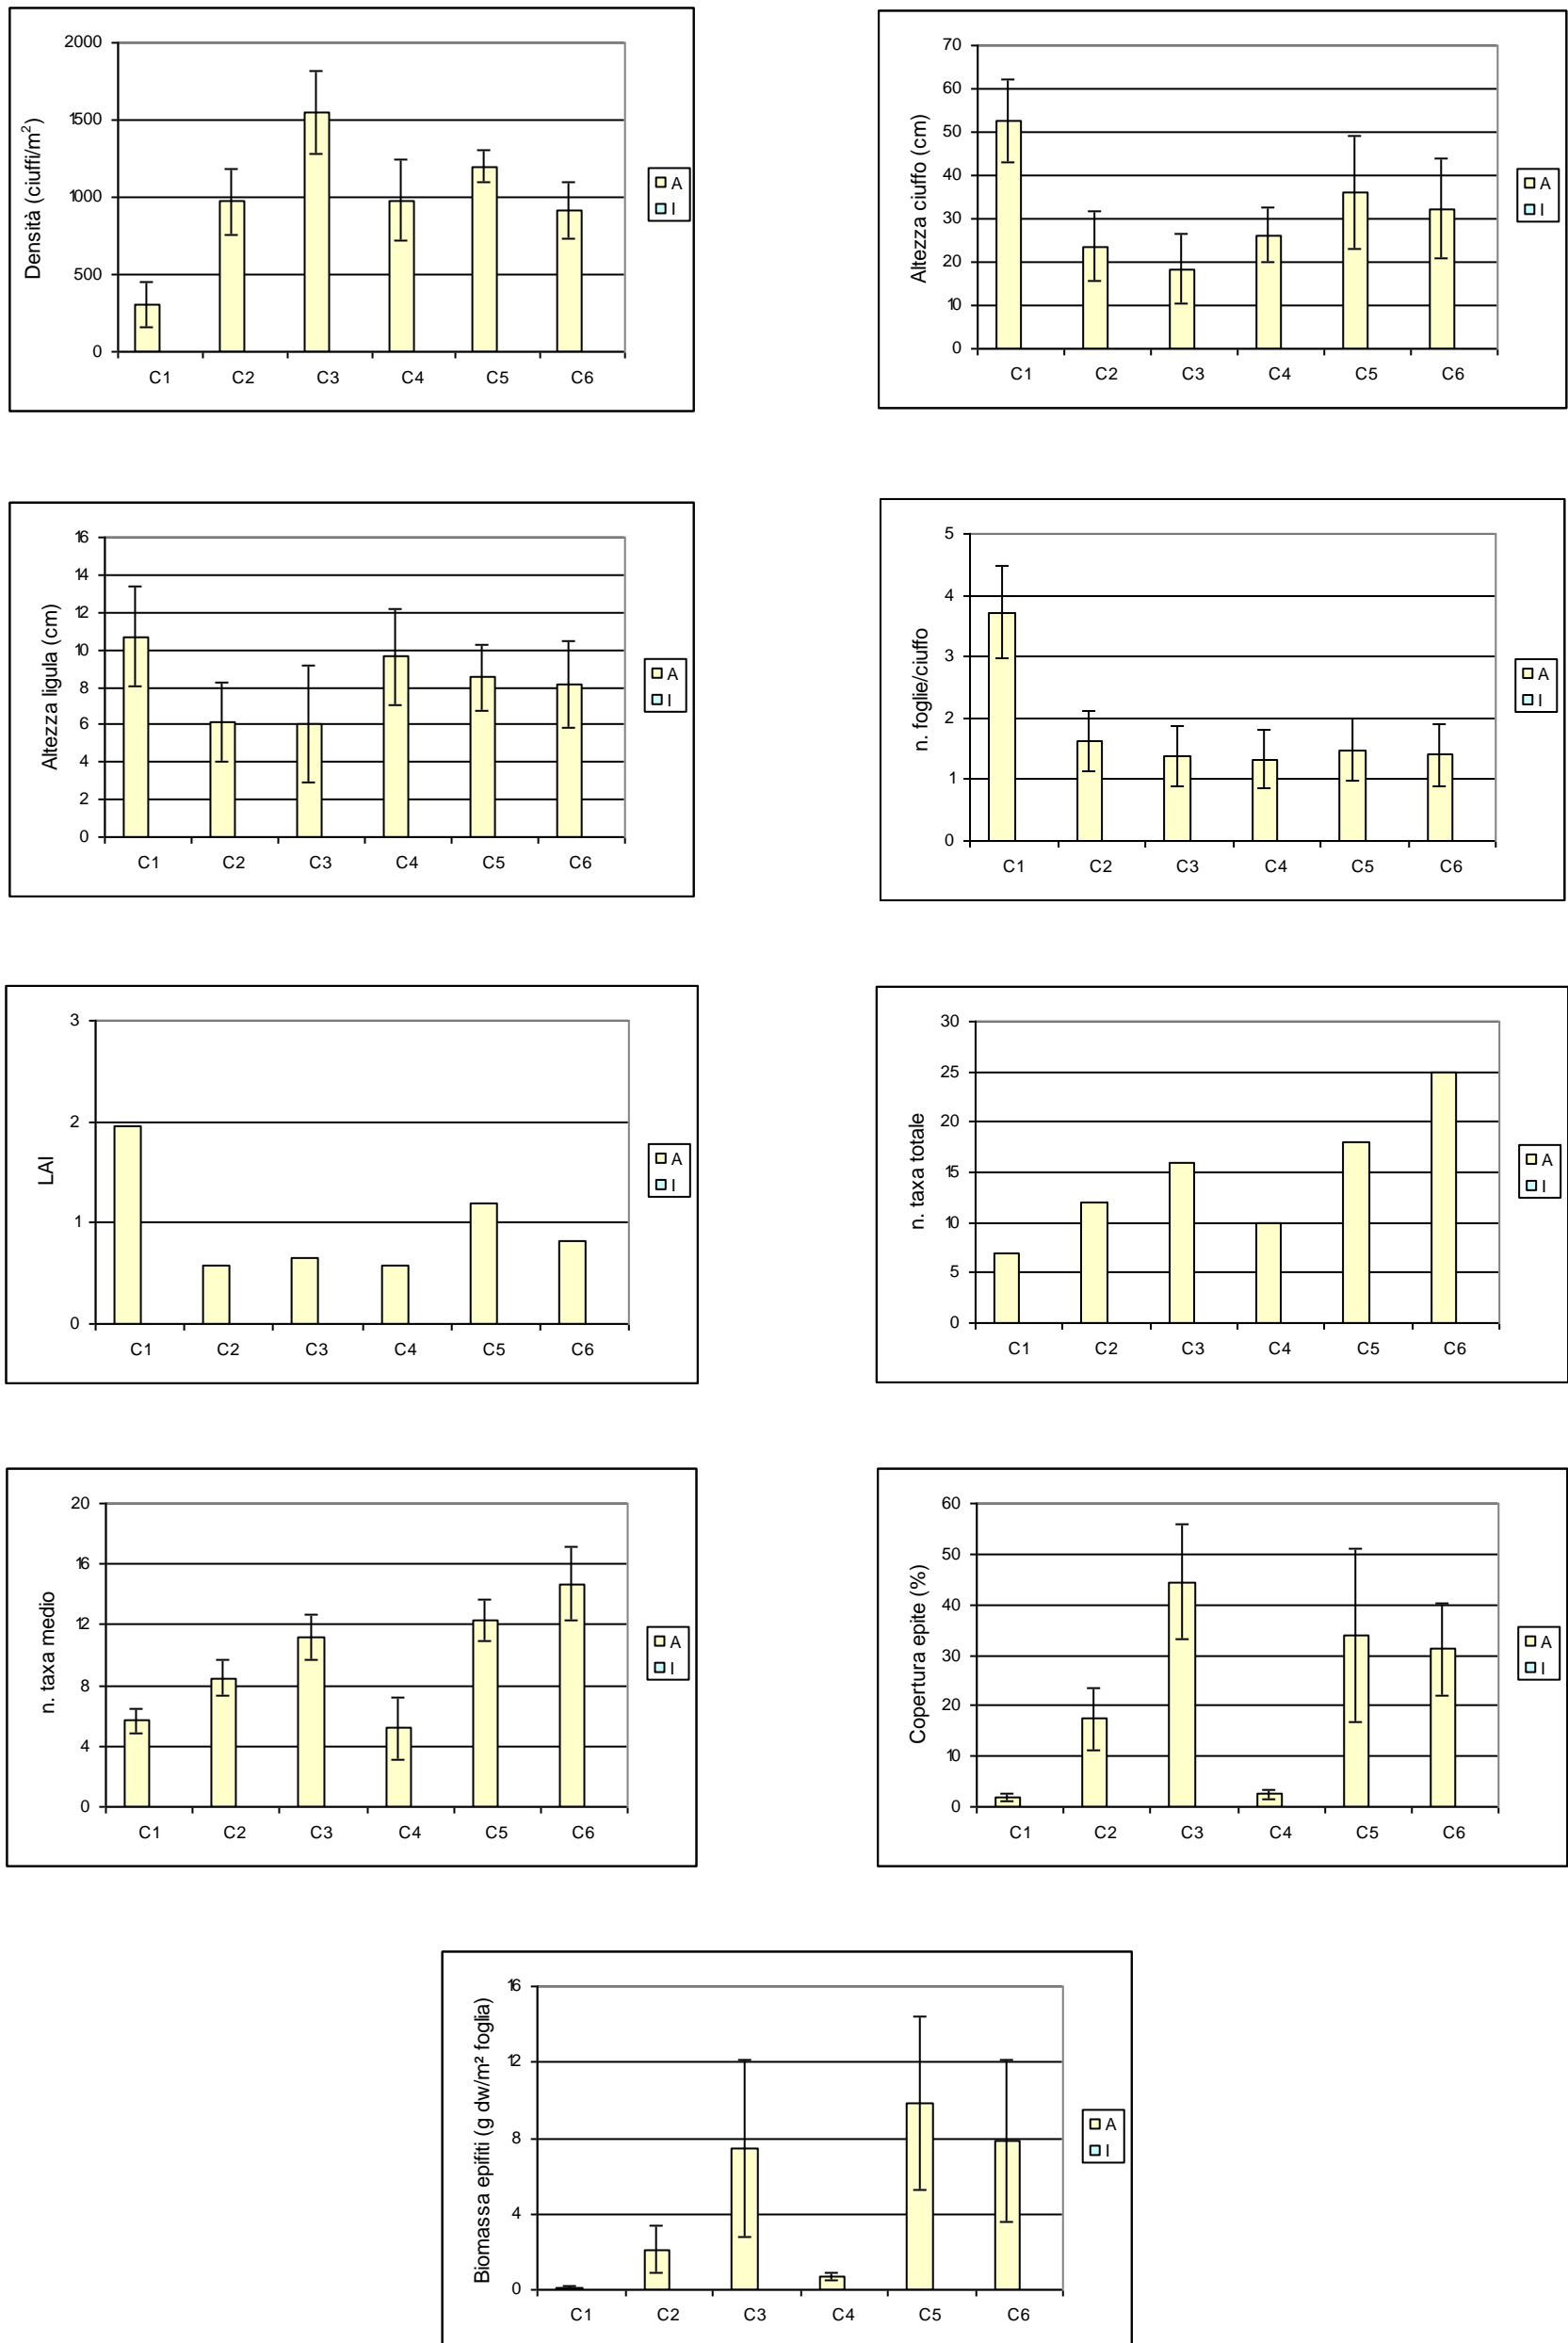 Densità (ciuffi/m²)
2000
1500
1000
500
0
C1 C2 C3 C4 C5 C6
A
I
Altezza ciuffo (cm)
70
60
50
40
30
20
10
0
C1 C2 C3 C4 C5 C6
A
I
Altezza ligula (cm)
16
14
12
10
8
6
4
2
0
C1 C2 C3 C4 C5 C6
A
I
n. foglie/ciuffo
5
4
3
2
1
0
C1 C2 C3 C4 C5 C6
A
I
LAI
3
2
1
0
C1 C2 C3 C4 C5 C6
A
I
n. taxa totale
30
25
20
15
10
5
0
C1 C2 C3 C4 C5 C6
A
I
n. taxa medio
20
16
12
8
4
0
C1 C2 C3 C4 C5 C6
A
I
Copertura epite (%)
60
50
40
30
20
10
0
C1 C2 C3 C4 C5 C6
A
I
Biomassa epifiti (g dw/m² foglia)
16
12
8
4
0
C1 C2 C3 C4 C5 C6
A
I